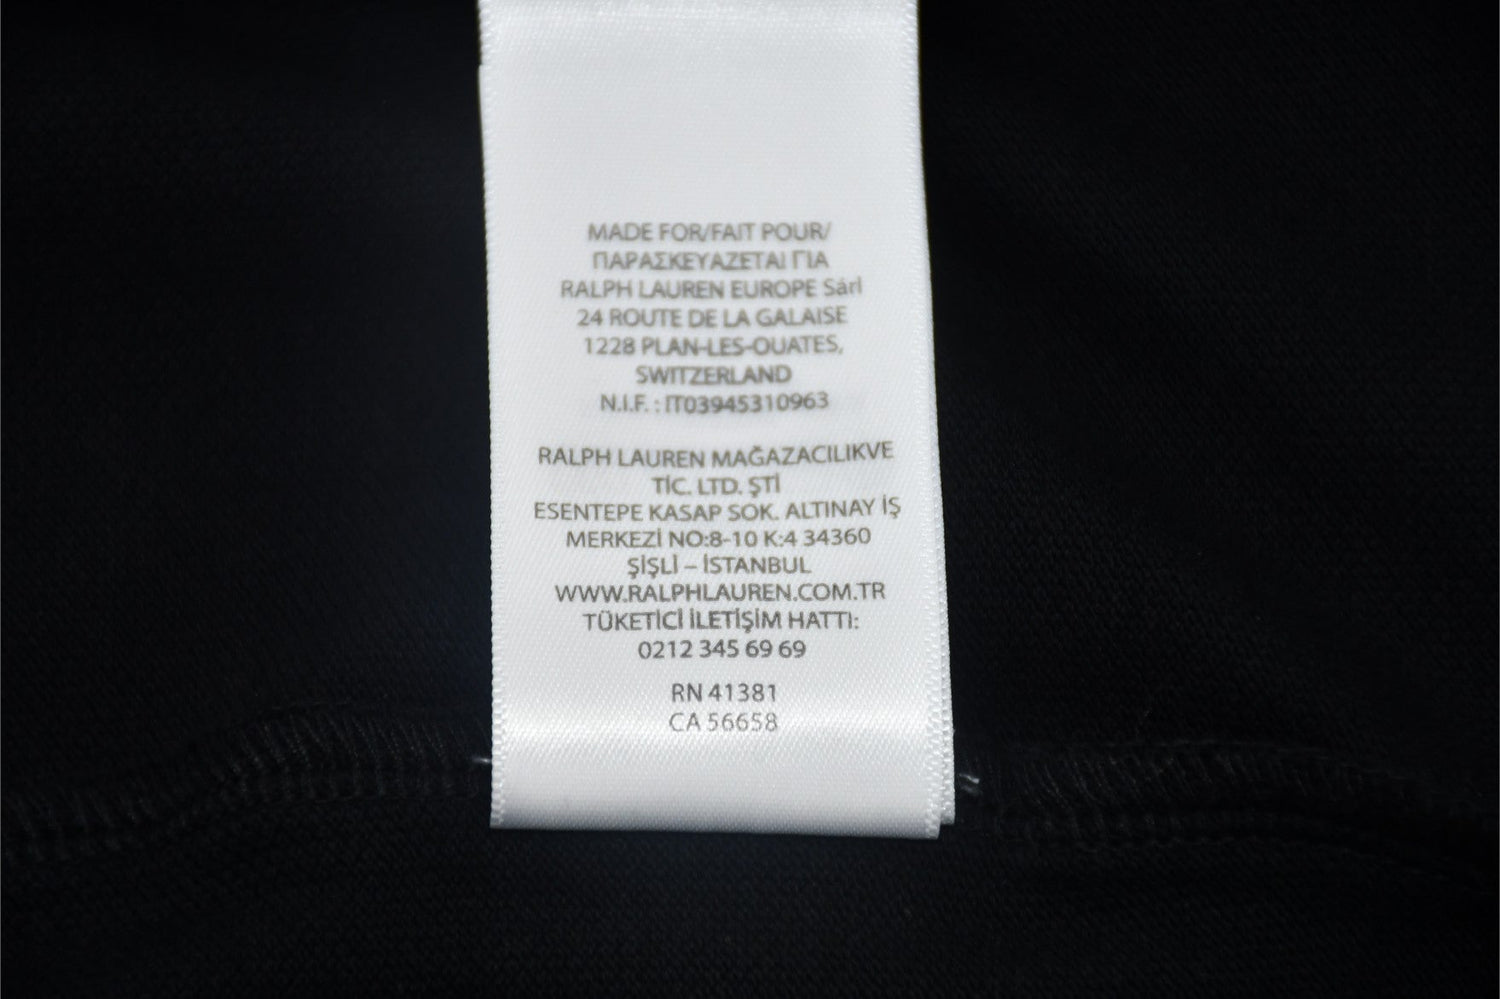 MADE FOR/FAIT POUR/
ΠΑΡΑΣΚΕΥΑΖΕΤΑΙ ΓΙΑ
RALPH LAUREN EUROPE Sárl
24 ROUTE DE LA GALAISE
1228 PLAN-LES-OUATES,
SWITZERLAND
N.I.F. : IT03945310963
RALPH LAUREN MAĞAZACILIKVE
TİC. LTD. ŞTİ
ESENTEPE KASAP SOK. ALTINAY İŞ
MERKEZİ NO:8-10 K:4 34360
ŞİŞLİ – İSTANBUL
WWW.RALPHLAUREN.COM.TR
TÜKETİCİ İLETİŞİM HATTI:
0212 345 69 69
RN 41381
CA 56658